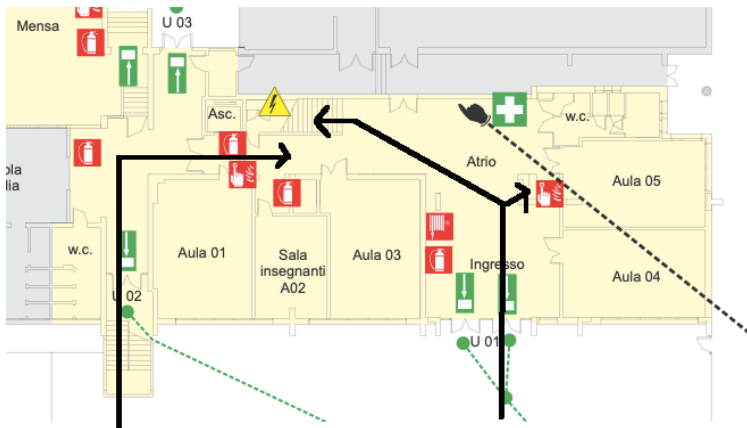 U 03
Mensa
Asc.
w.c.
Atrio
ola
lia
Aula 05
w.c.
Aula 01
Sala
insegnanti
A02
Aula 03
Ingresso
Aula 04
U 02
U 01